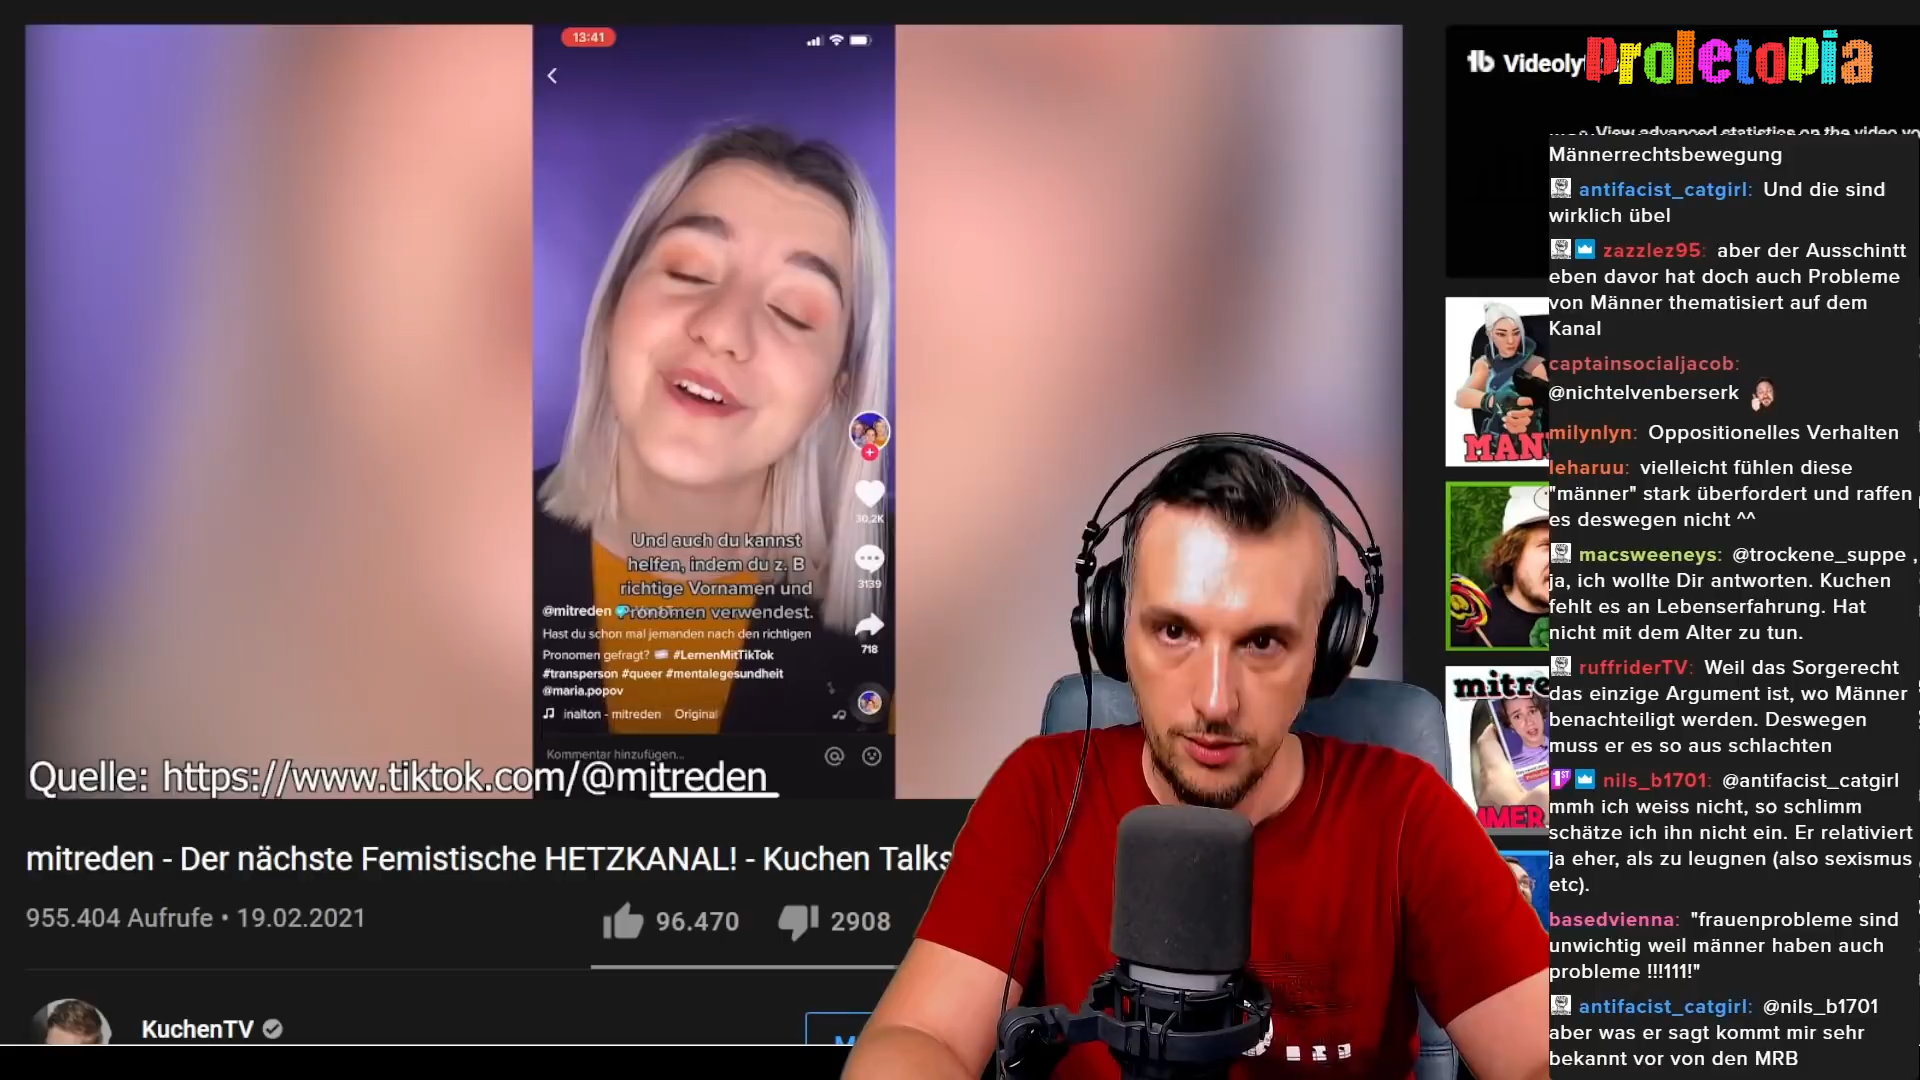 13:41
Videoly
Proletopia
View advanced statistics on the video
Männerrechtsbewegung
antifacist_catgirl: Und die sind
wirklich übel
zazzlez95: aber der Ausschintt
eben davor hat doch auch Probleme
von Männer thematisiert auf dem
Kanal
captainsocialjacob:
@nichtelvenberserk
milynlyn: Oppositionelles Verhalten
leharuu: vielleicht fühlen diese
"männer" stark überfordert und raffen
es deswegen nicht ^^
macsweeneys: @trockene_suppe ,
ja, ich wollte Dir antworten. Kuchen
fehlt es an Lebenserfahrung. Hat
nicht mit dem Alter zu tun.
ruffriderTV: Weil das Sorgerecht
das einzige Argument ist, wo Männer
benachteiligt werden. Deswegen
muss er es so aus schlachten
1ST nils_b1701: @antifacist_catgirl
mmh ich weiss nicht, so schlimm
schätze ich ihn nicht ein. Er relativiert
ja eher, als zu leugnen (also sexismus
etc).
basedvienna: "frauenprobleme sind
unwichtig weil männer haben auch
probleme !!!111!"
antifacist_catgirl: @nils_b1701
aber was er sagt kommt mir sehr
bekannt vor von den MRB
MAN
mitre
MER
30,2K
3139
718
Und auch du kannst
helfen, indem du z. B
richtige Vornamen und
Pronomen verwendest.
@mitreden
Hast du schon mal jemanden nach den richtigen
Pronomen gefragt? #LernenMitTikTok
#transperson #queer #mentalegesundheit
@maria.popov
inalton - mitreden Original
Kommentar hinzufügen...
Quelle: https://www.tiktok.com/@mitreden
mitreden - Der nächste Femistische HETZKANAL! - Kuchen Talks
955.404 Aufrufe • 19.02.2021
96.470
2908
KuchenTV